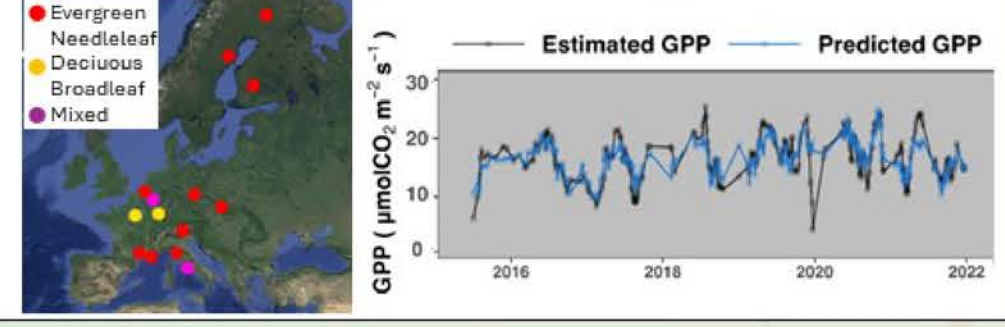 Evergreen
Needleleaf
Deciuous
Broadleaf
Mixed
Estimated GPP
Predicted GPP
GPP ( μmolCO₂ m⁻² s⁻¹ )
30
20
10
0
2016
2018
2020
2022